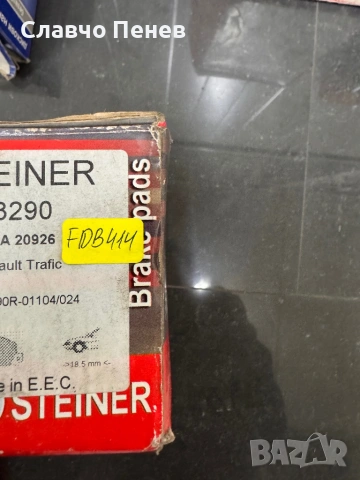 Славчо Пенев
EINER
3290
A 20926
FDB414
ault Trafic
90R-01104/024
>18.5 mm<-
e in E.E.C.
STEINER
Brake pads
BAZAR